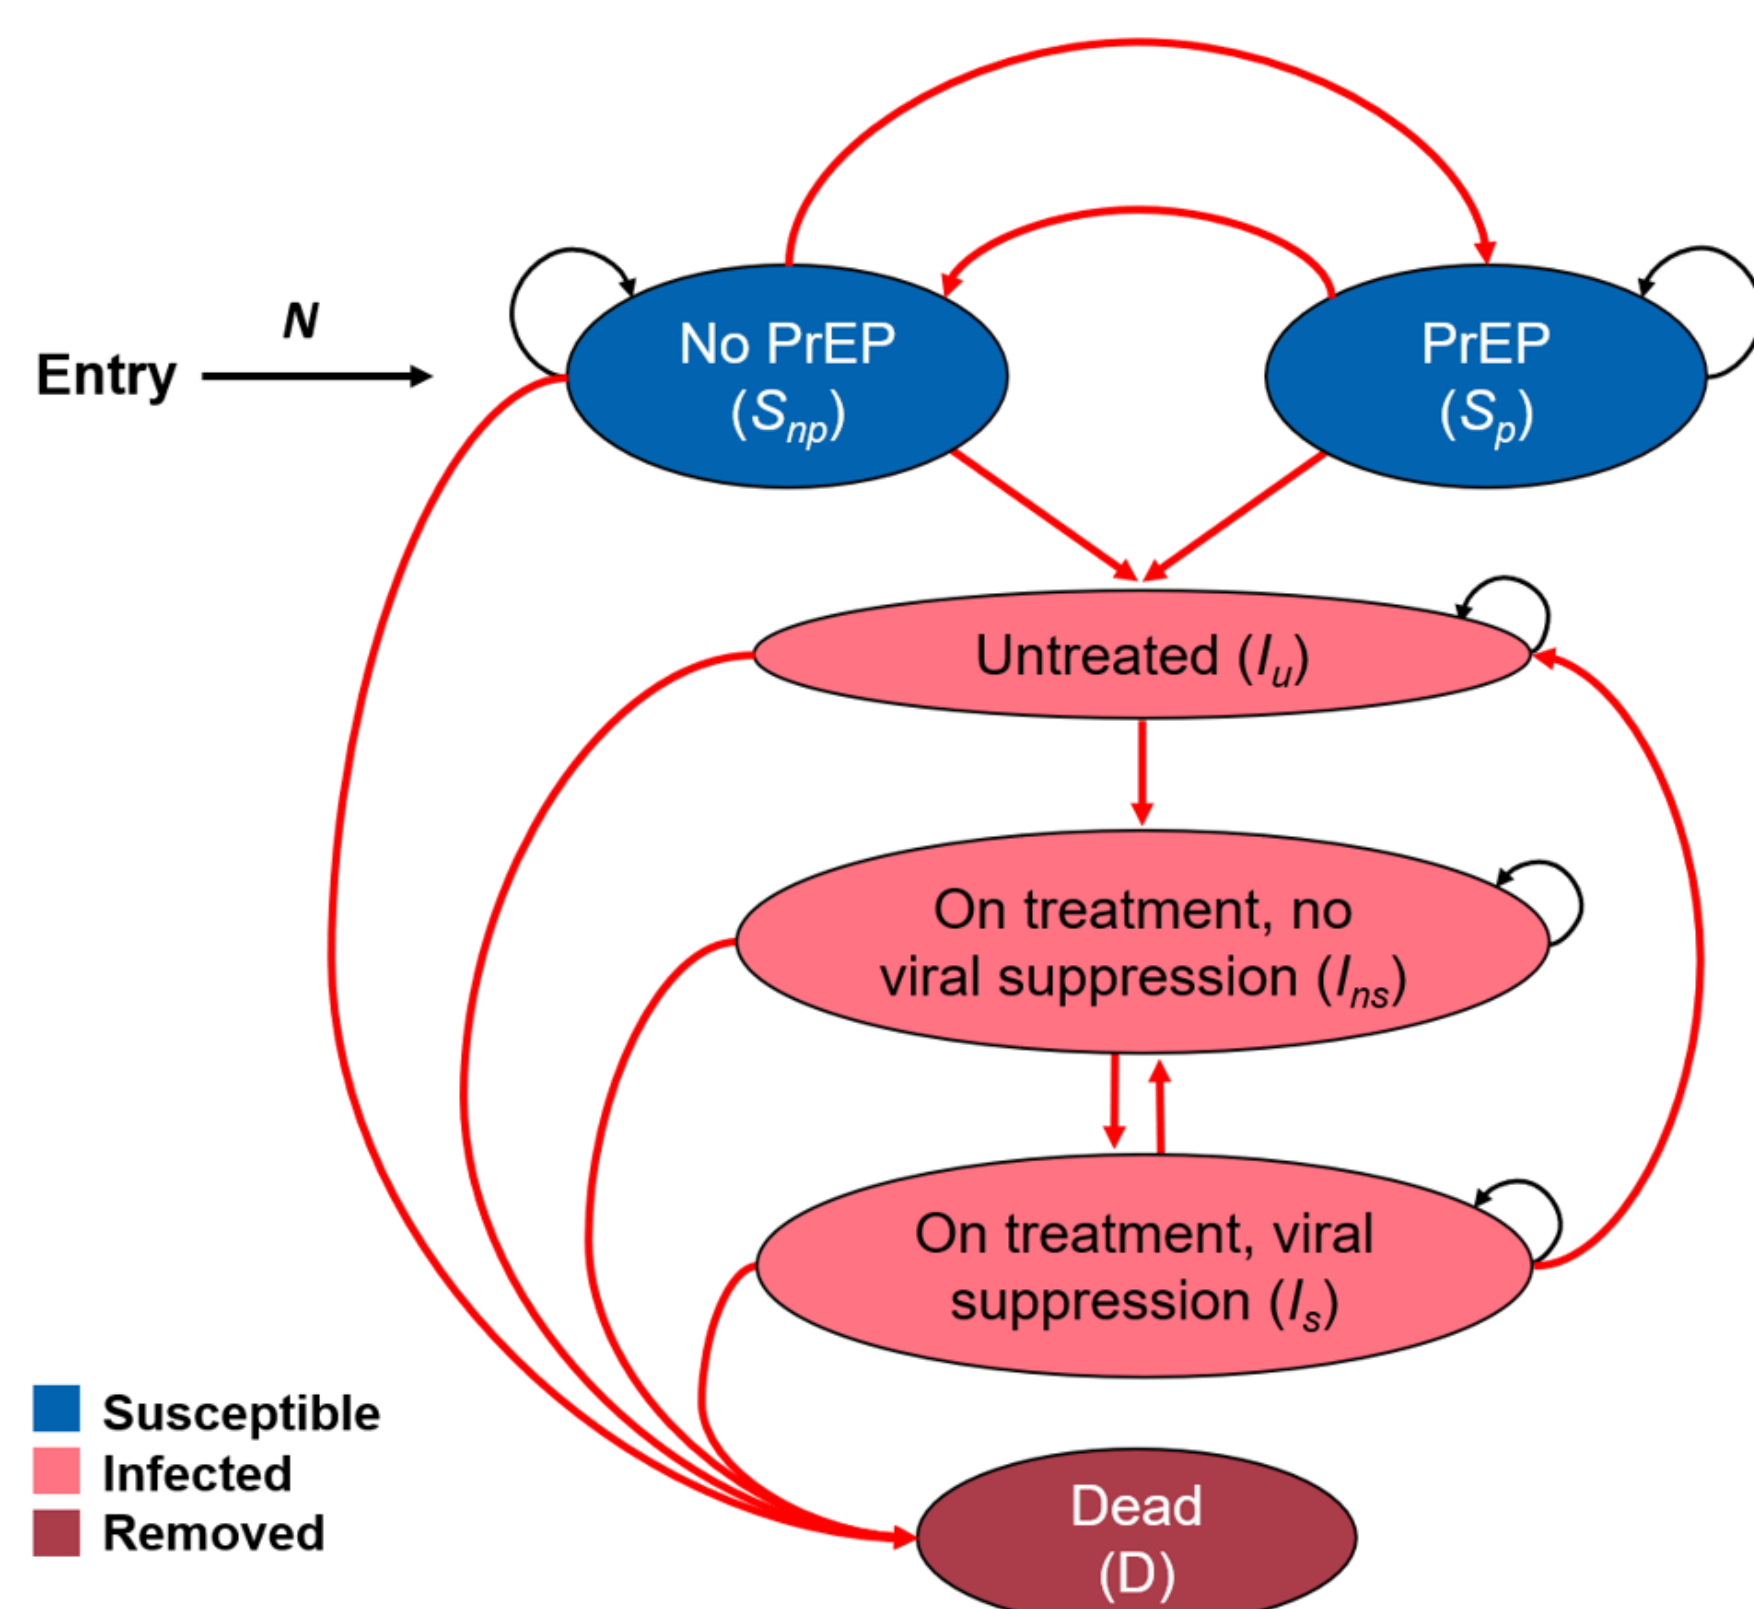 N
Entry
No PrEP
(Snp)
PrEP
(Sp)
Untreated (Iu)
On treatment, no
viral suppression (Ins)
On treatment, viral
suppression (Is)
Susceptible
Infected
Removed
Dead
(D)